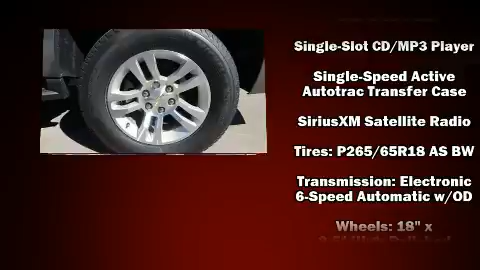 Single-Slot CD/MP3 Player
Single-Speed Active
Autotrac Transfer Case
SiriusXM Satellite Radio
Tires: P265/65R18 AS BW
Transmission: Electronic
6-Speed Automatic w/OD
Wheels: 18" x